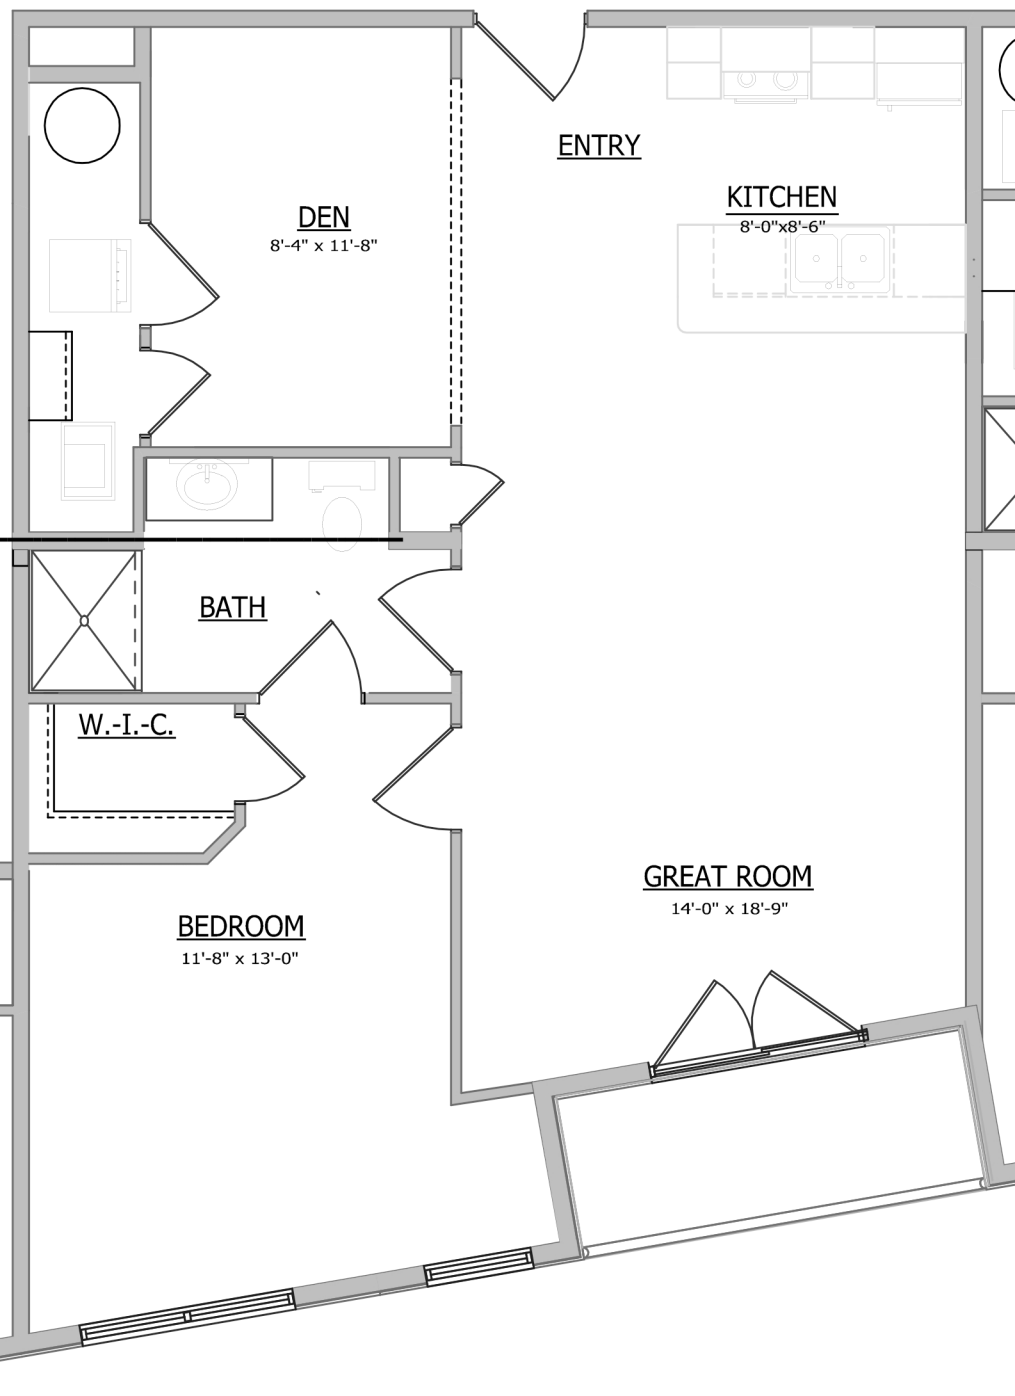 ENTRY
KITCHEN
8'-0"x8'-6"
DEN
8'-4" x 11'-8"
BATH
W.-I.-C.
GREAT ROOM
14'-0" x 18'-9"
BEDROOM
11'-8" x 13'-0"